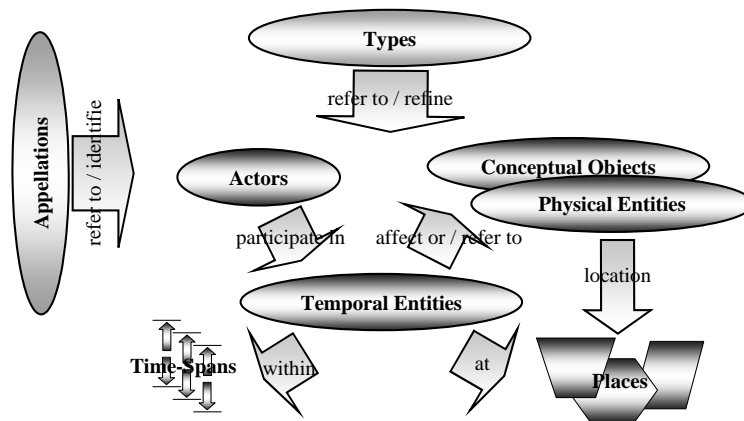 Types
refer to / refine
Appellations
refer to / identifie
Conceptual Objects
Actors
Physical Entities
participate in
affect or / refer to
location
Temporal Entities
Time-Spans
within
at
Places